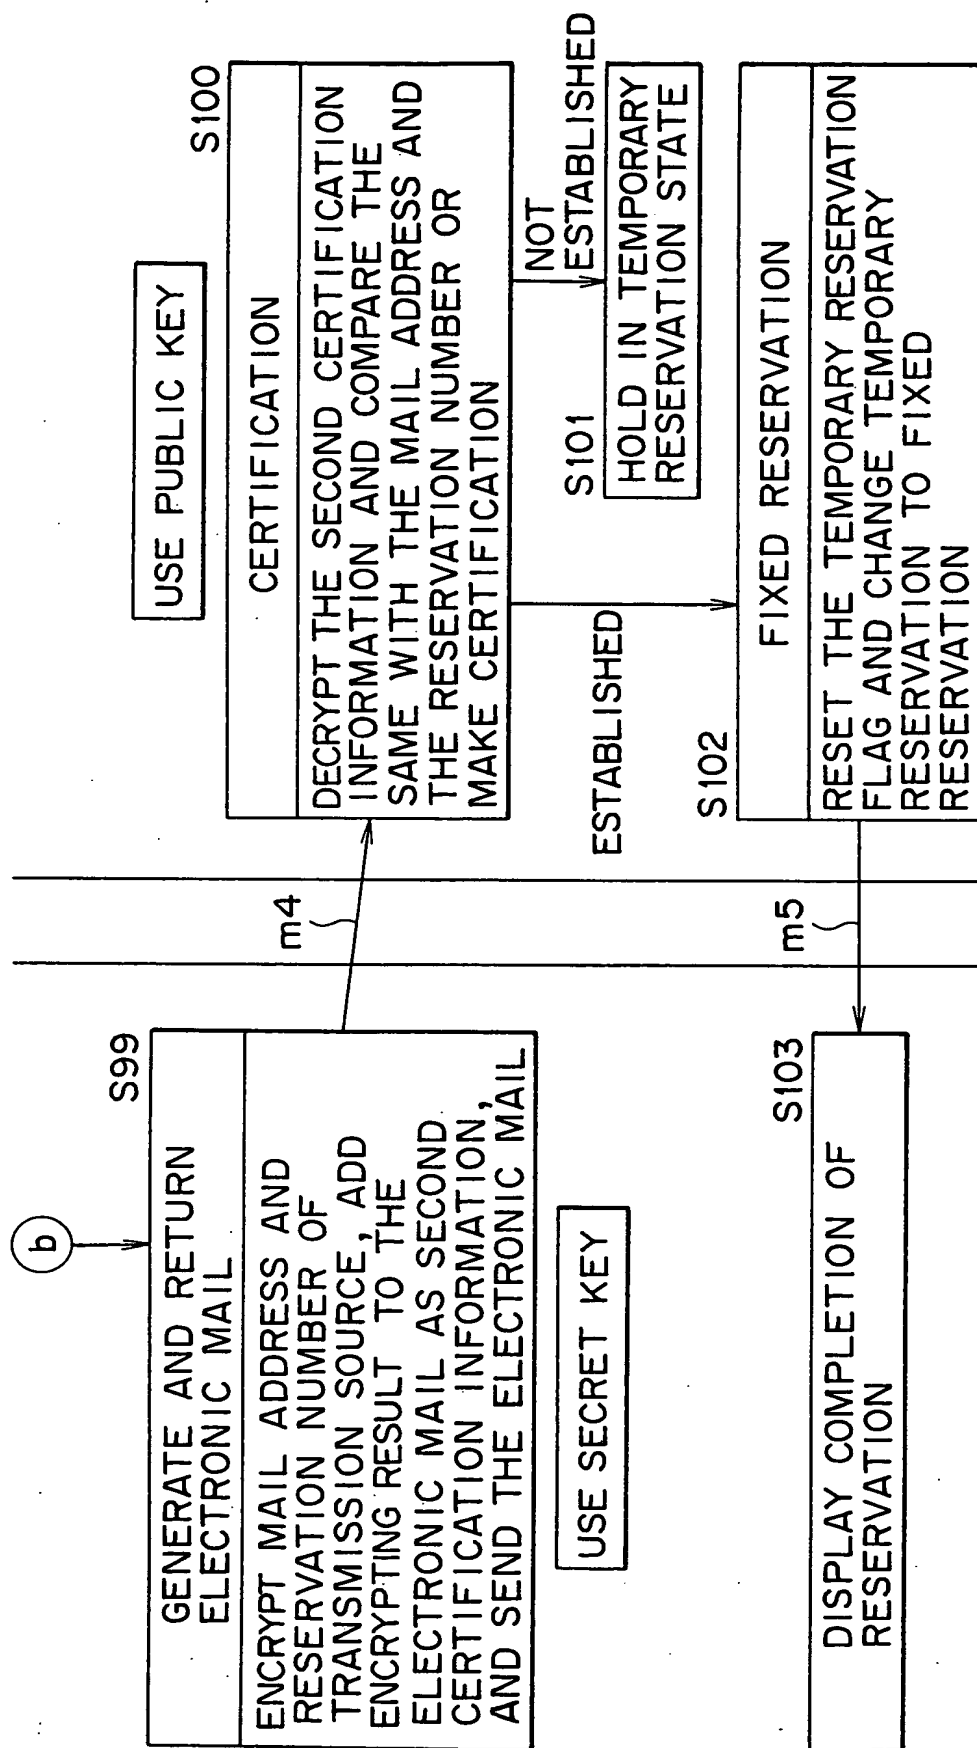 b
S99
GENERATE AND RETURN
ELECTRONIC MAIL
ENCRYPT MAIL ADDRESS AND
RESERVATION NUMBER OF
TRANSMISSION SOURCE, ADD
ENCRYPTING RESULT TO THE
ELECTRONIC MAIL AS SECOND
CERTIFICATION INFORMATION,
AND SEND THE ELECTRONIC MAIL
USE SECRET KEY
m4
USE PUBLIC KEY
S100
CERTIFICATION
DECRYPT THE SECOND CERTIFICATION
INFORMATION AND COMPARE THE
SAME WITH THE MAIL ADDRESS AND
THE RESERVATION NUMBER OR
MAKE CERTIFICATION
NOT
ESTABLISHED
S101
HOLD IN TEMPORARY
RESERVATION STATE
ESTABLISHED
S102
FIXED RESERVATION
RESET THE TEMPORARY RESERVATION
FLAG AND CHANGE TEMPORARY
RESERVATION TO FIXED
RESERVATION
m5
S103
DISPLAY COMPLETION OF
RESERVATION